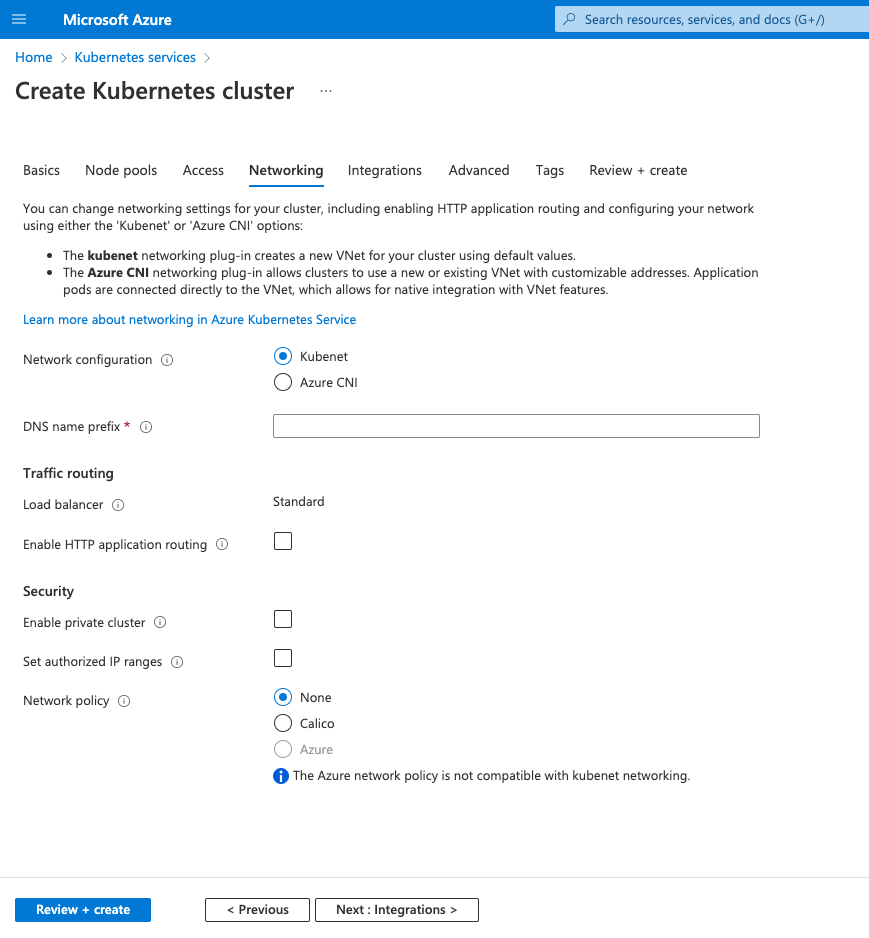 Microsoft Azure
Search resources, services, and docs (G+/)
Home > Kubernetes services >
Create Kubernetes cluster ...
Basics Node pools Access Networking Integrations Advanced Tags Review + create
You can change networking settings for your cluster, including enabling HTTP application routing and configuring your network
using either the 'Kubenet' or 'Azure CNI' options:
• The kubenet networking plug-in creates a new VNet for your cluster using default values.
• The Azure CNI networking plug-in allows clusters to use a new or existing VNet with customizable addresses. Application
pods are connected directly to the VNet, which allows for native integration with VNet features.
Learn more about networking in Azure Kubernetes Service
Network configuration
Kubenet
Azure CNI
DNS name prefix *
Traffic routing
Load balancer
Standard
Enable HTTP application routing
Security
Enable private cluster
Set authorized IP ranges
Network policy
None
Calico
Azure
The Azure network policy is not compatible with kubenet networking.
Review + create
< Previous
Next : Integrations >